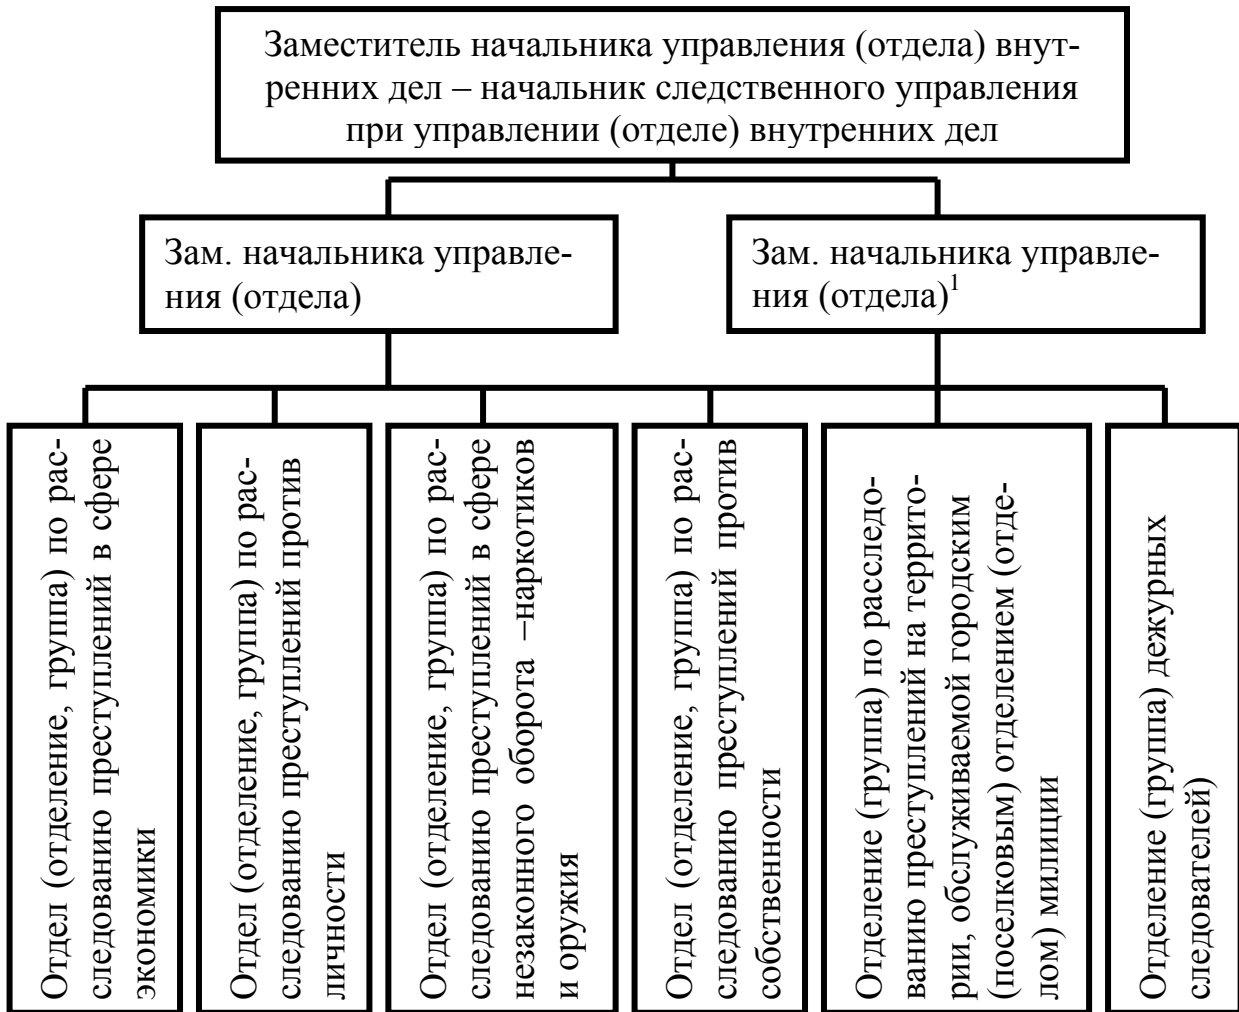 Заместитель начальника управления (отдела) внут-
ренних дел – начальник следственного управления
при управлении (отделе) внутренних дел
Зам. начальника управле-
ния (отдела)
Зам. начальника управле-
ния (отдела)¹
Отдел (отделение, группа) по рас-
следованию преступлений в сфере
экономики
Отдел (отделение, группа) по рас-
следованию преступлений против
личности
Отдел (отделение, группа) по рас-
следованию преступлений в сфере
незаконного оборота –наркотиков
и оружия
Отдел (отделение, группа) по рас-
следованию преступлений против
собственности
Отделение (группа) по расследо-
ванию преступлений на террито-
рии, обслуживаемой городским
(поселковым) отделением (отде-
лом) милиции
Отделение (группа) дежурных
следователей)